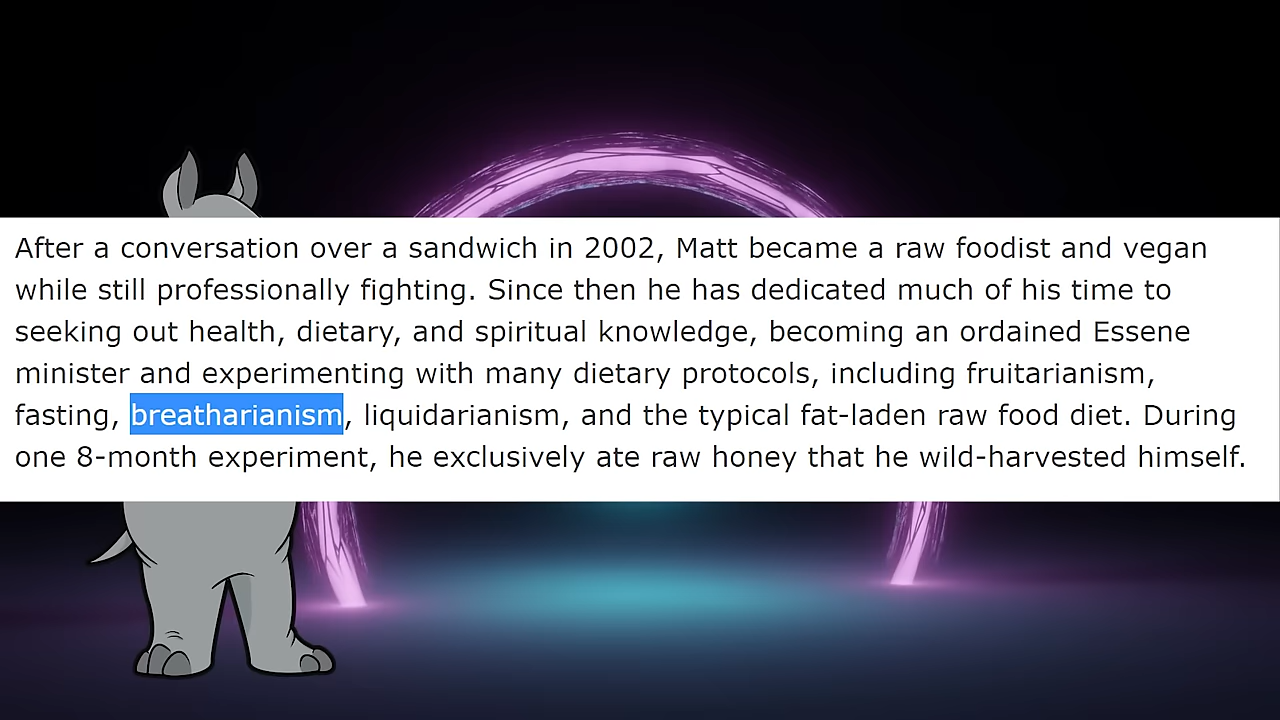 After a conversation over a sandwich in 2002, Matt became a raw foodist and vegan
while still professionally fighting. Since then he has dedicated much of his time to
seeking out health, dietary, and spiritual knowledge, becoming an ordained Essene
minister and experimenting with many dietary protocols, including fruitarianism,
fasting, breatharianism, liquidarianism, and the typical fat-laden raw food diet. During
one 8-month experiment, he exclusively ate raw honey that he wild-harvested himself.